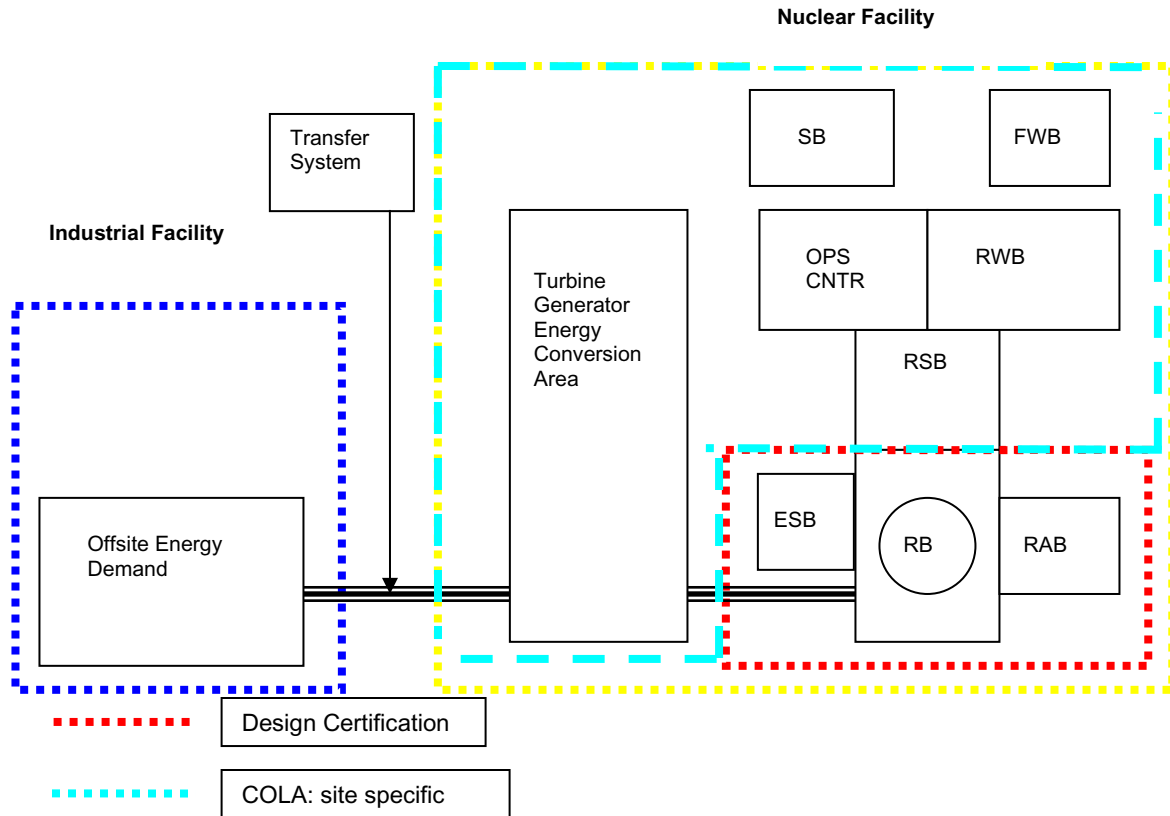 Nuclear Facility
Transfer
System
SB
FWB
Industrial Facility
Turbine
Generator
Energy
Conversion
Area
OPS
CNTR
RWB
RSB
Offsite Energy
Demand
ESB
RB
RAB
Design Certification
COLA: site specific